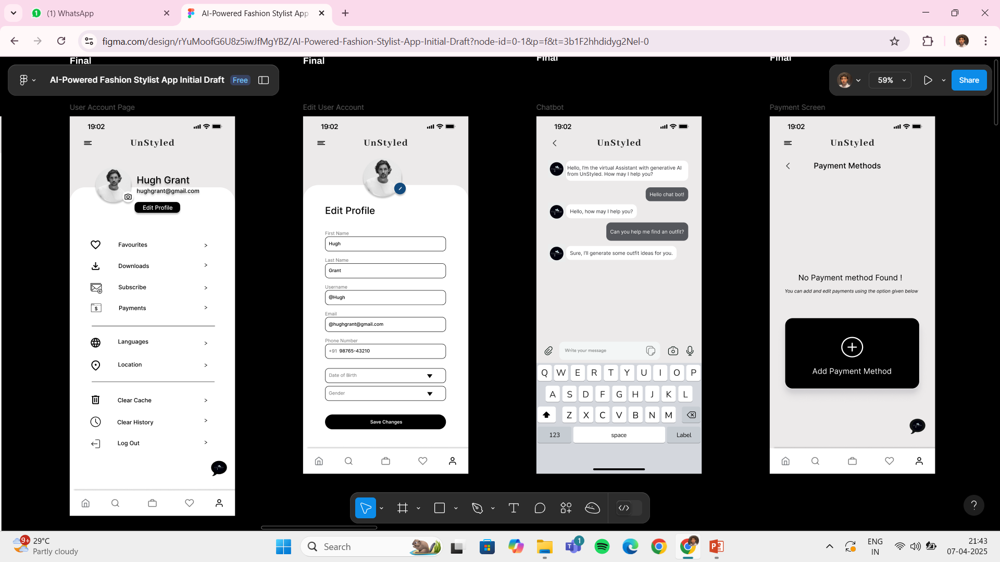 (1) WhatsApp
AI-Powered Fashion Stylist App
figma.com/design/rYuMoofG6U8z5iwJfMgYBZ/AI-Powered-Fashion-Stylist-App-Initial-Draft?node-id=0-1&p=f&t=3b1F2hhdidyg2Nel-0
Final
Final
Final
Final
AI-Powered Fashion Stylist App Initial Draft
Free
59%
Share
User Account Page
19:02
UnStyled
Hugh Grant
hughgrant@gmail.com
Edit Profile
Favourites >
Downloads >
Subscribe >
Payments >
Languages >
Location >
Clear Cache >
Clear History >
Log Out >
Edit User Account
19:02
UnStyled
Edit Profile
First Name
Hugh
Last Name
Grant
Username
@Hugh
Email
@hughgrant@gmail.com
Phone Number
+91 98765-43210
Date of Birth
Gender
Save Changes
Chatbot
19:02
UnStyled
Hello, I'm the virtual Assistant with generative AI
from UnStyled. How may I help you?
Hello chat bot!
Hello, how may I help you?
Can you help me find an outfit?
Sure, I'll generate some outfit ideas for you.
Write your message
Q W E R T Y U I O P
A S D F G H J K L
Z X C V B N M
123 space Label
Payment Screen
19:02
UnStyled
Payment Methods
No Payment method Found !
You can add and edit payments using the option given below
Add Payment Method
?
9+
29°C
Partly cloudy
Search
1
ENG
IN
21:43
07-04-2025